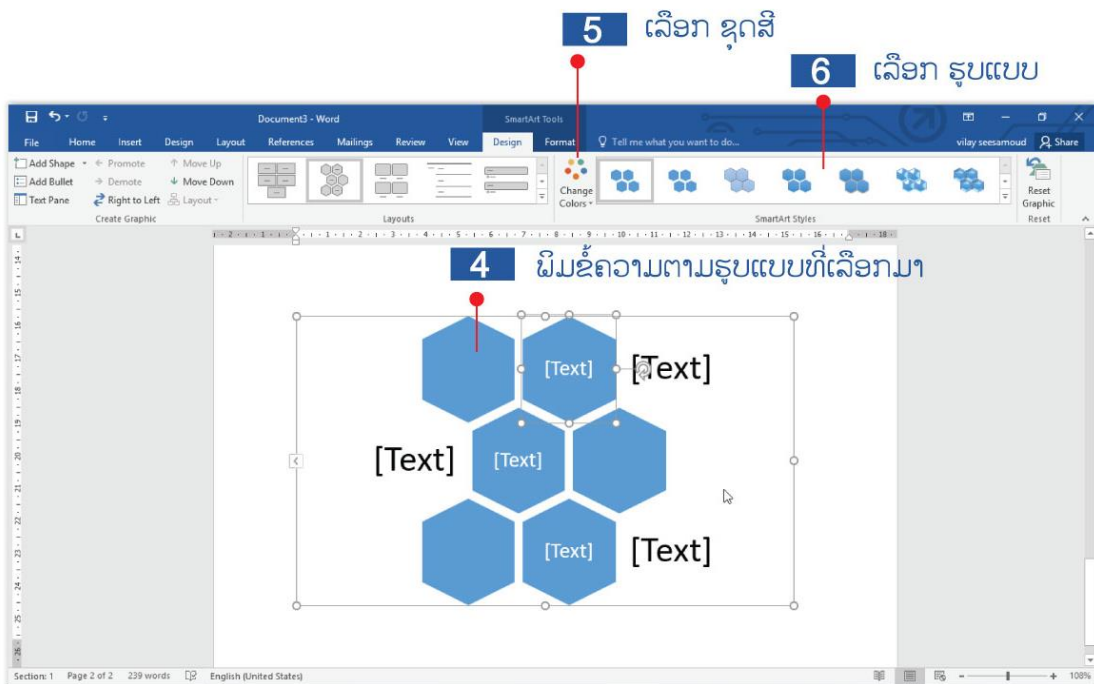 5 ເລືອກ ຊຸດສີ
6 ເລືອກ ຮູບແບບ
Document3 - Word
SmartArt Tools
File Home Insert Design Layout References Mailings Review View Design Format Tell me what you want to do... vilay seesamoud Share
Add Shape Promote Move Up
Add Bullet Demote Move Down
Text Pane Right to Left Layout
Create Graphic
Layouts
Change
Colors
SmartArt Styles
Reset
Graphic
Reset
4 ພິມຂໍ້ຄວາມຕາມຮູບແບບທີ່ເລືອກມາ
[Text] [Text]
[Text] [Text]
[Text] [Text]
Section: 1 Page 2 of 2 239 words English (United States) 108%